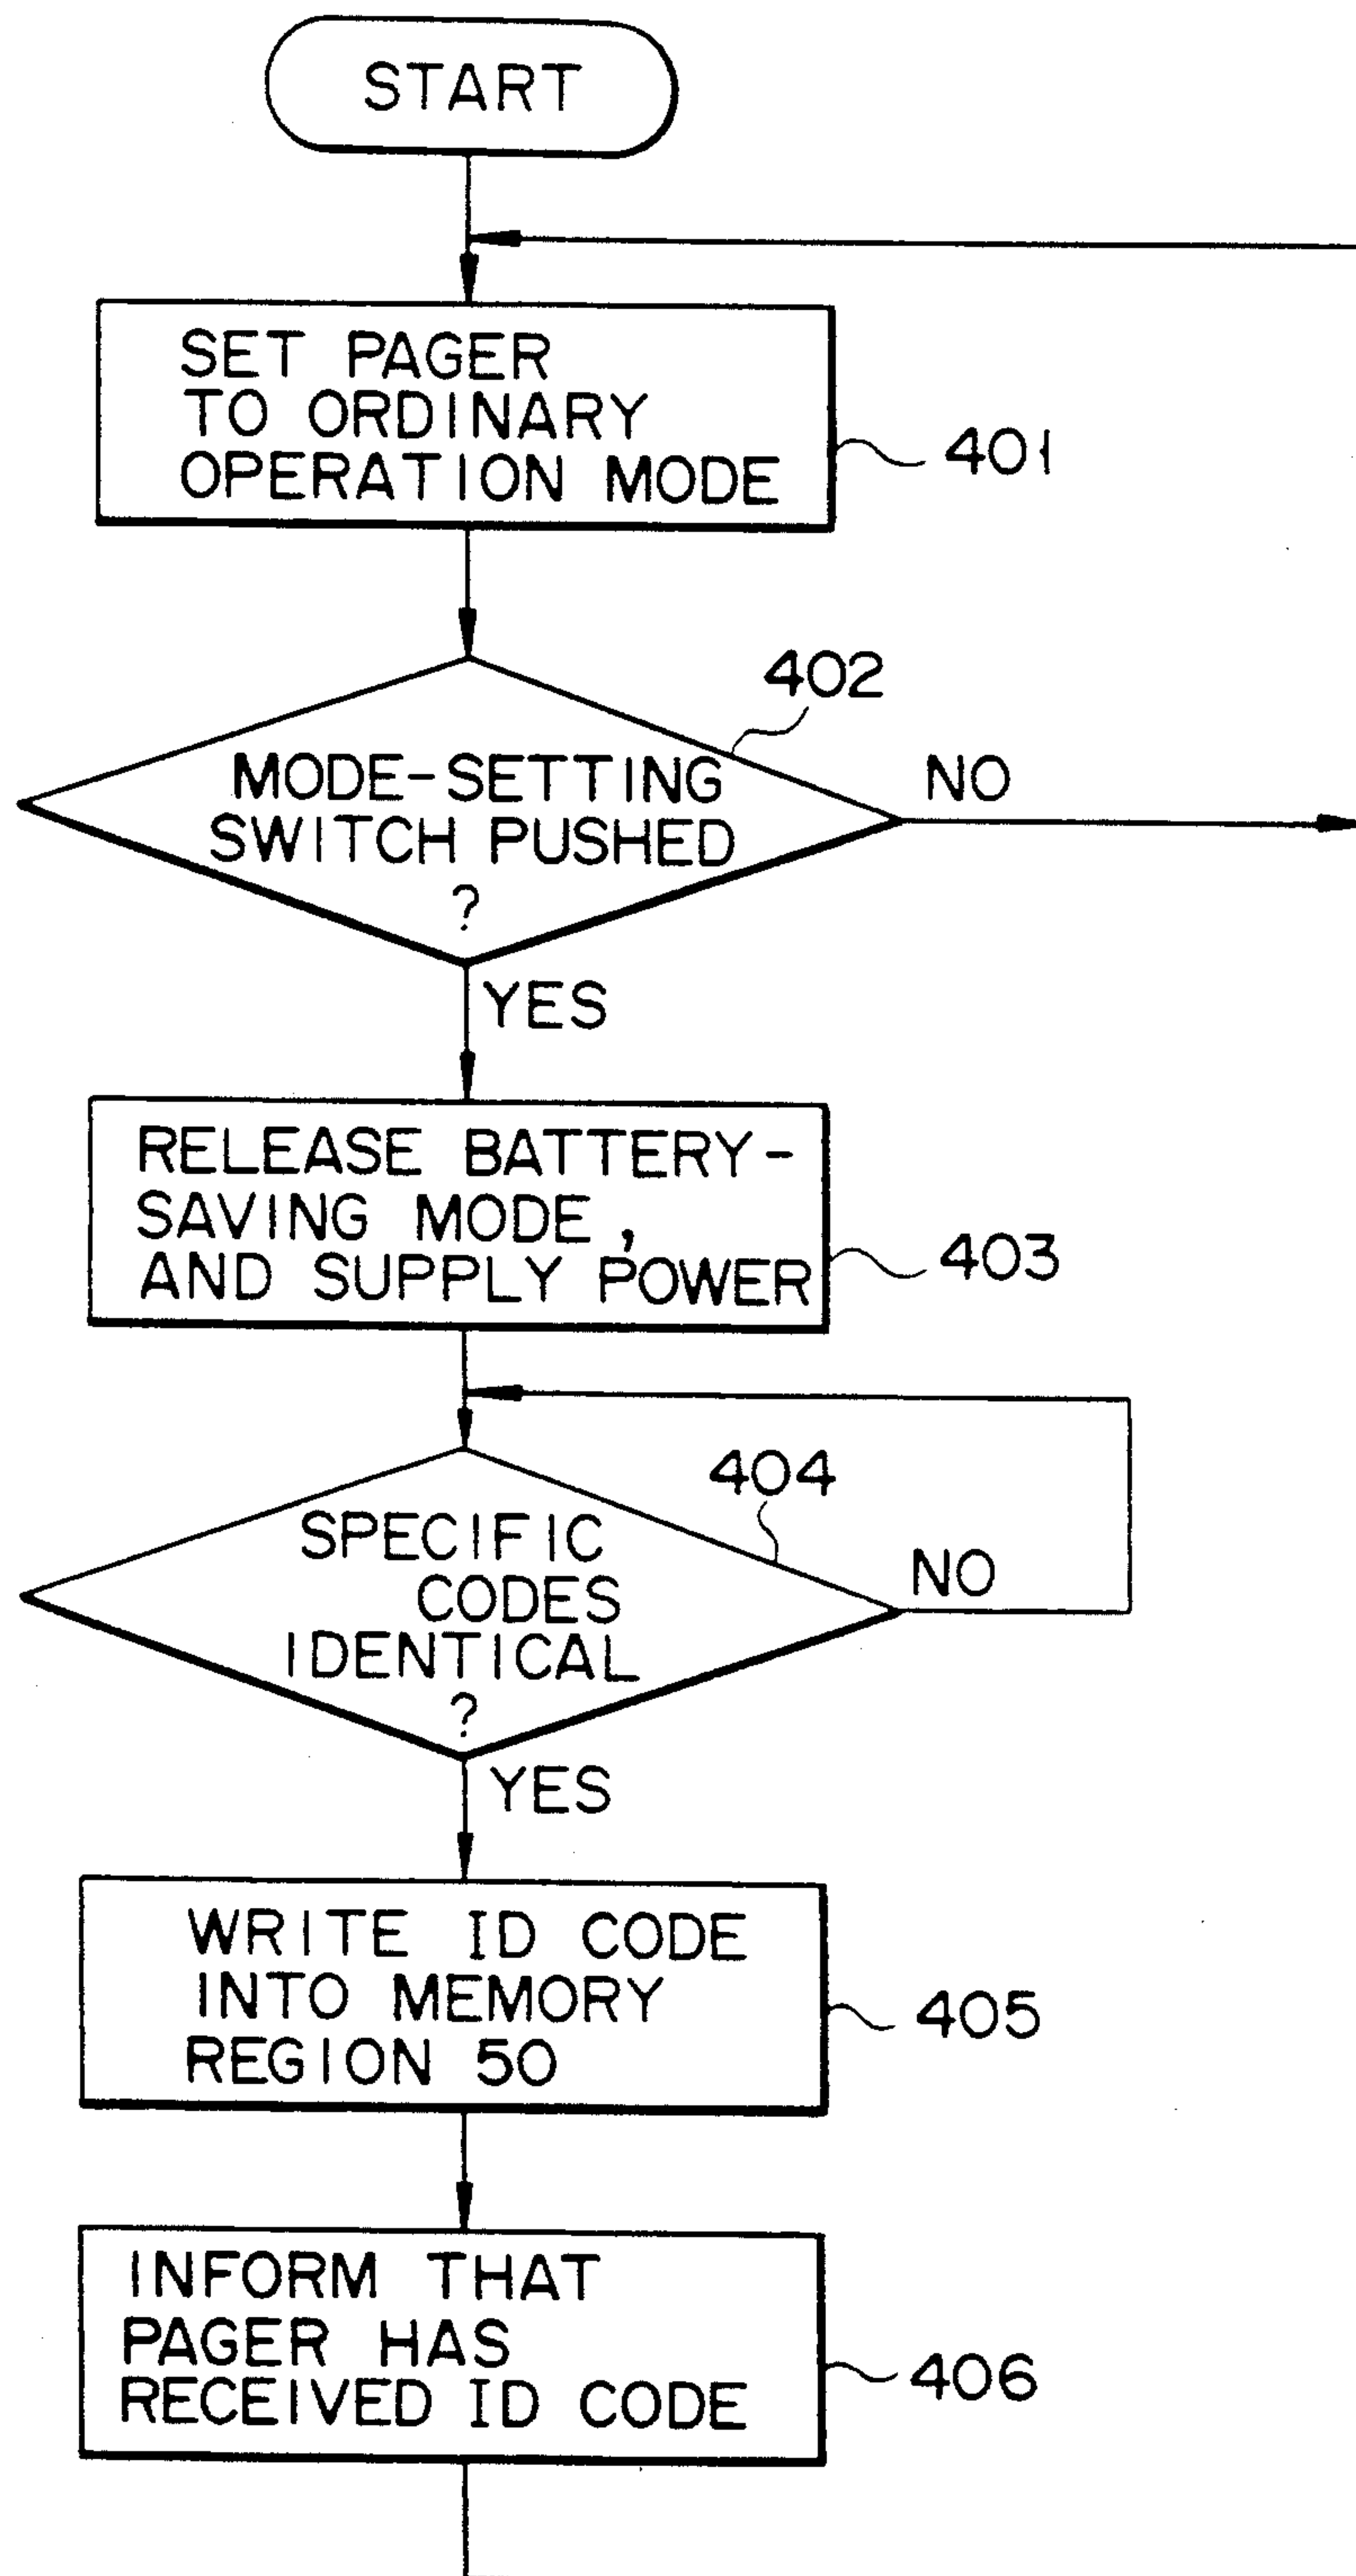 START
SET PAGER
TO ORDINARY
OPERATION MODE
401
402
MODE-SETTING
SWITCH PUSHED
?
NO
YES
RELEASE BATTERY-
SAVING MODE,
AND SUPPLY POWER
403
404
SPECIFIC
CODES
IDENTICAL
?
NO
YES
WRITE ID CODE
INTO MEMORY
REGION 50
405
INFORM THAT
PAGER HAS
RECEIVED ID CODE
406